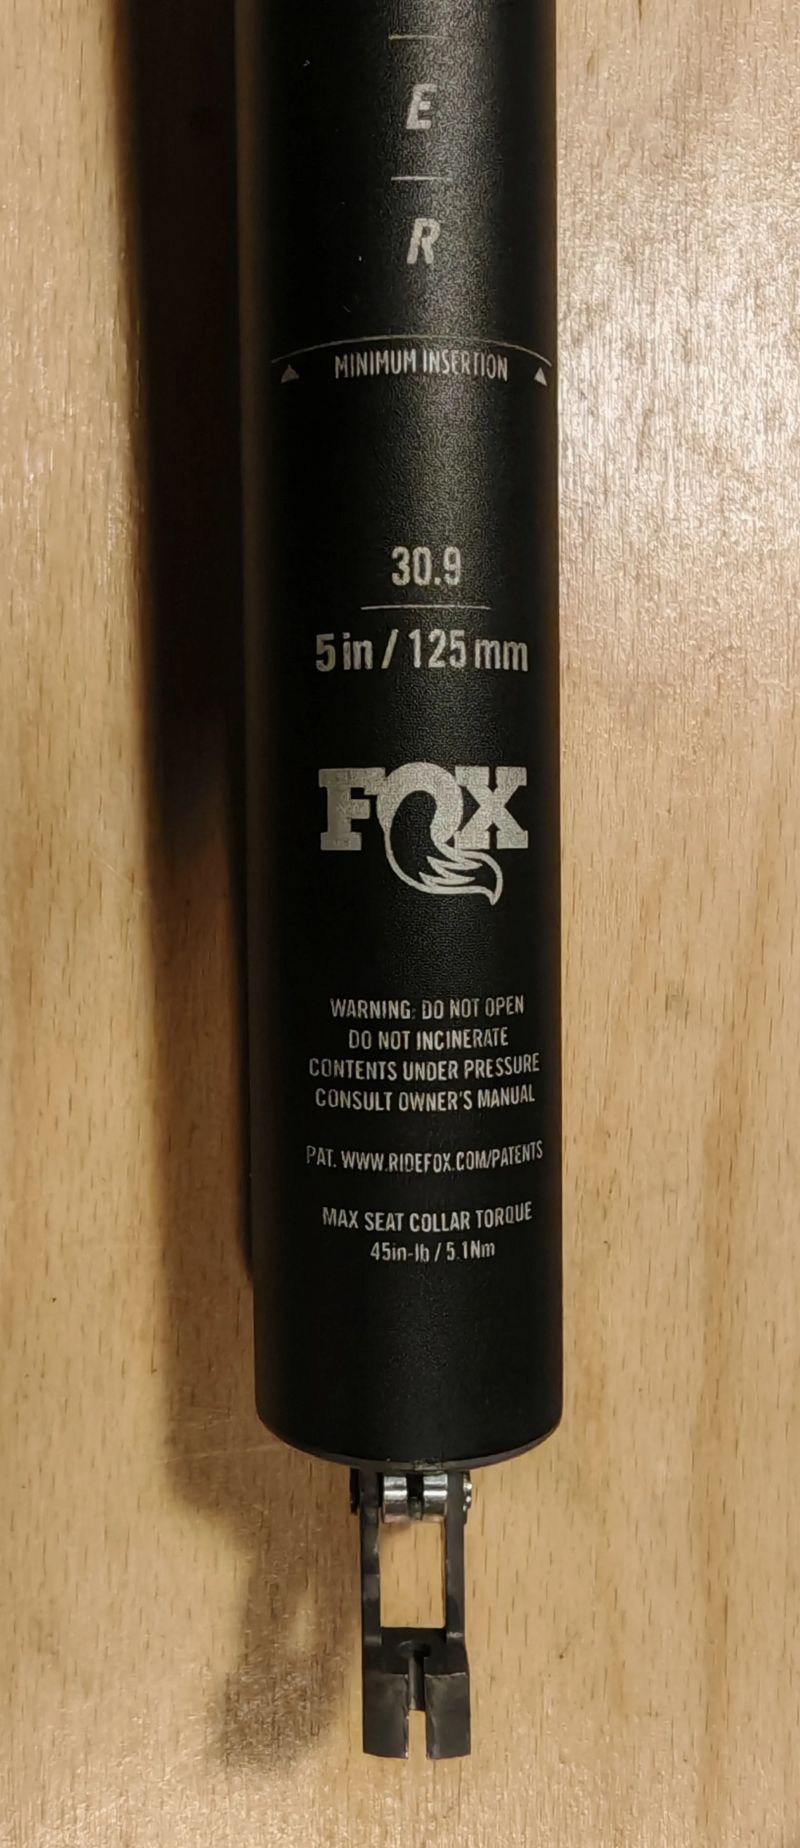 E
R
MINIMUM INSERTION
30.9
5 in / 125 mm
FOX
WARNING: DO NOT OPEN
DO NOT INCINERATE
CONTENTS UNDER PRESSURE
CONSULT OWNER'S MANUAL
PAT. WWW.RIDEFOX.COM/PATENTS
MAX SEAT COLLAR TORQUE
45in-lb / 5.1Nm